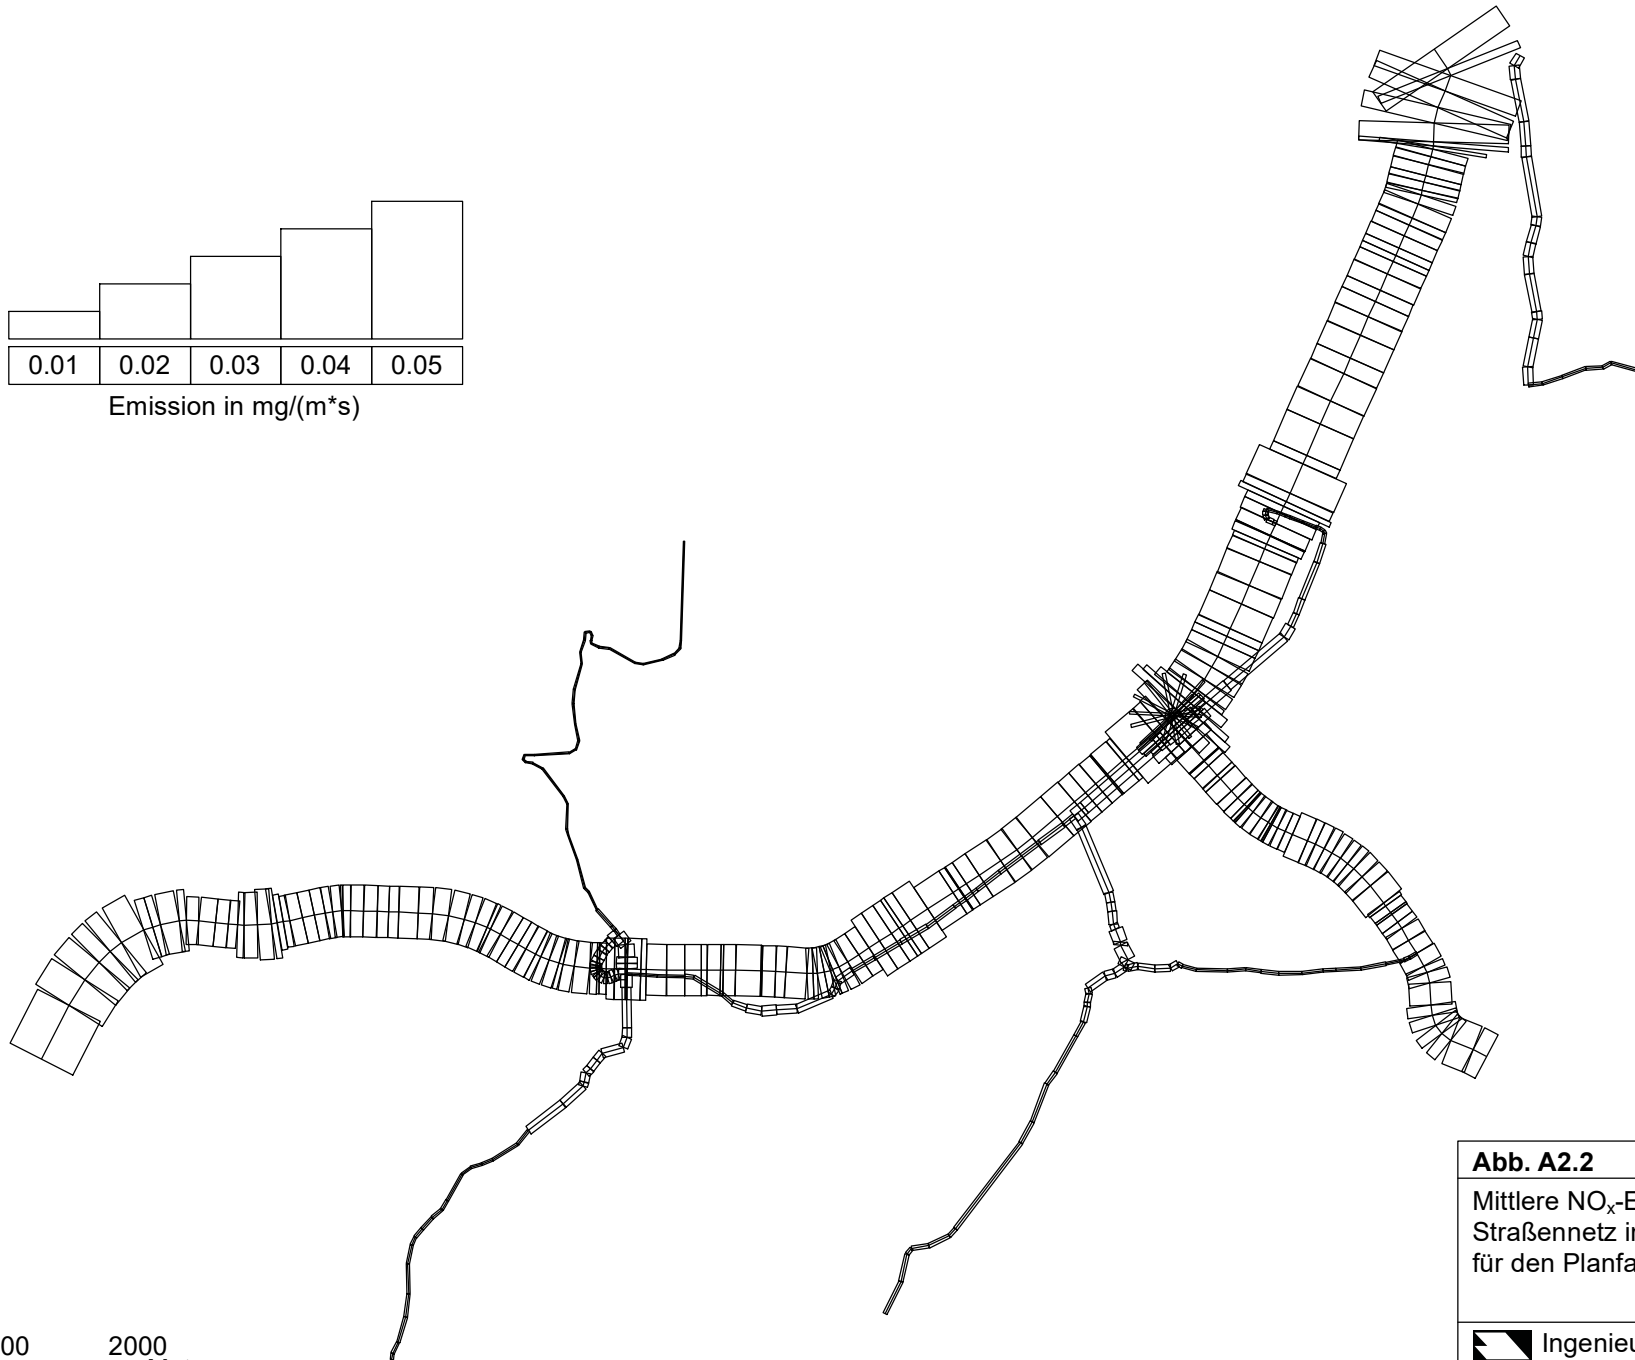 0.01 0.02 0.03 0.04 0.05
Emission in mg/(m*s)
Abb. A2.2
Mittlere NOx-E
Straßennetz i
für den Planfa
Ingenieu
00 2000